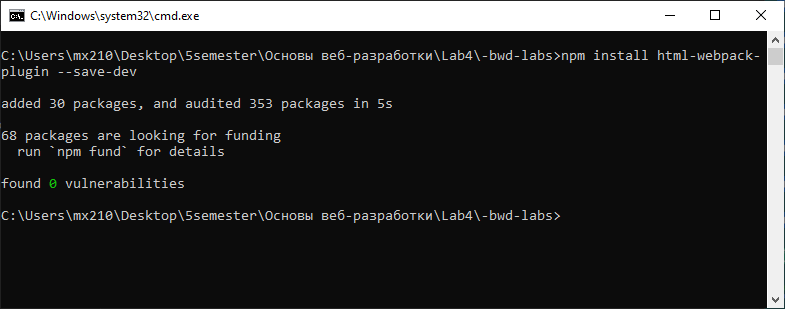 C:\Windows\system32\cmd.exe
C:\Users\mx210\Desktop\5semester\Основы веб-разработки\Lab4\-bwd-labs>npm install html-webpack-
plugin --save-dev
added 30 packages, and audited 353 packages in 5s
68 packages are looking for funding
  run `npm fund` for details
found 0 vulnerabilities
C:\Users\mx210\Desktop\5semester\Основы веб-разработки\Lab4\-bwd-labs>